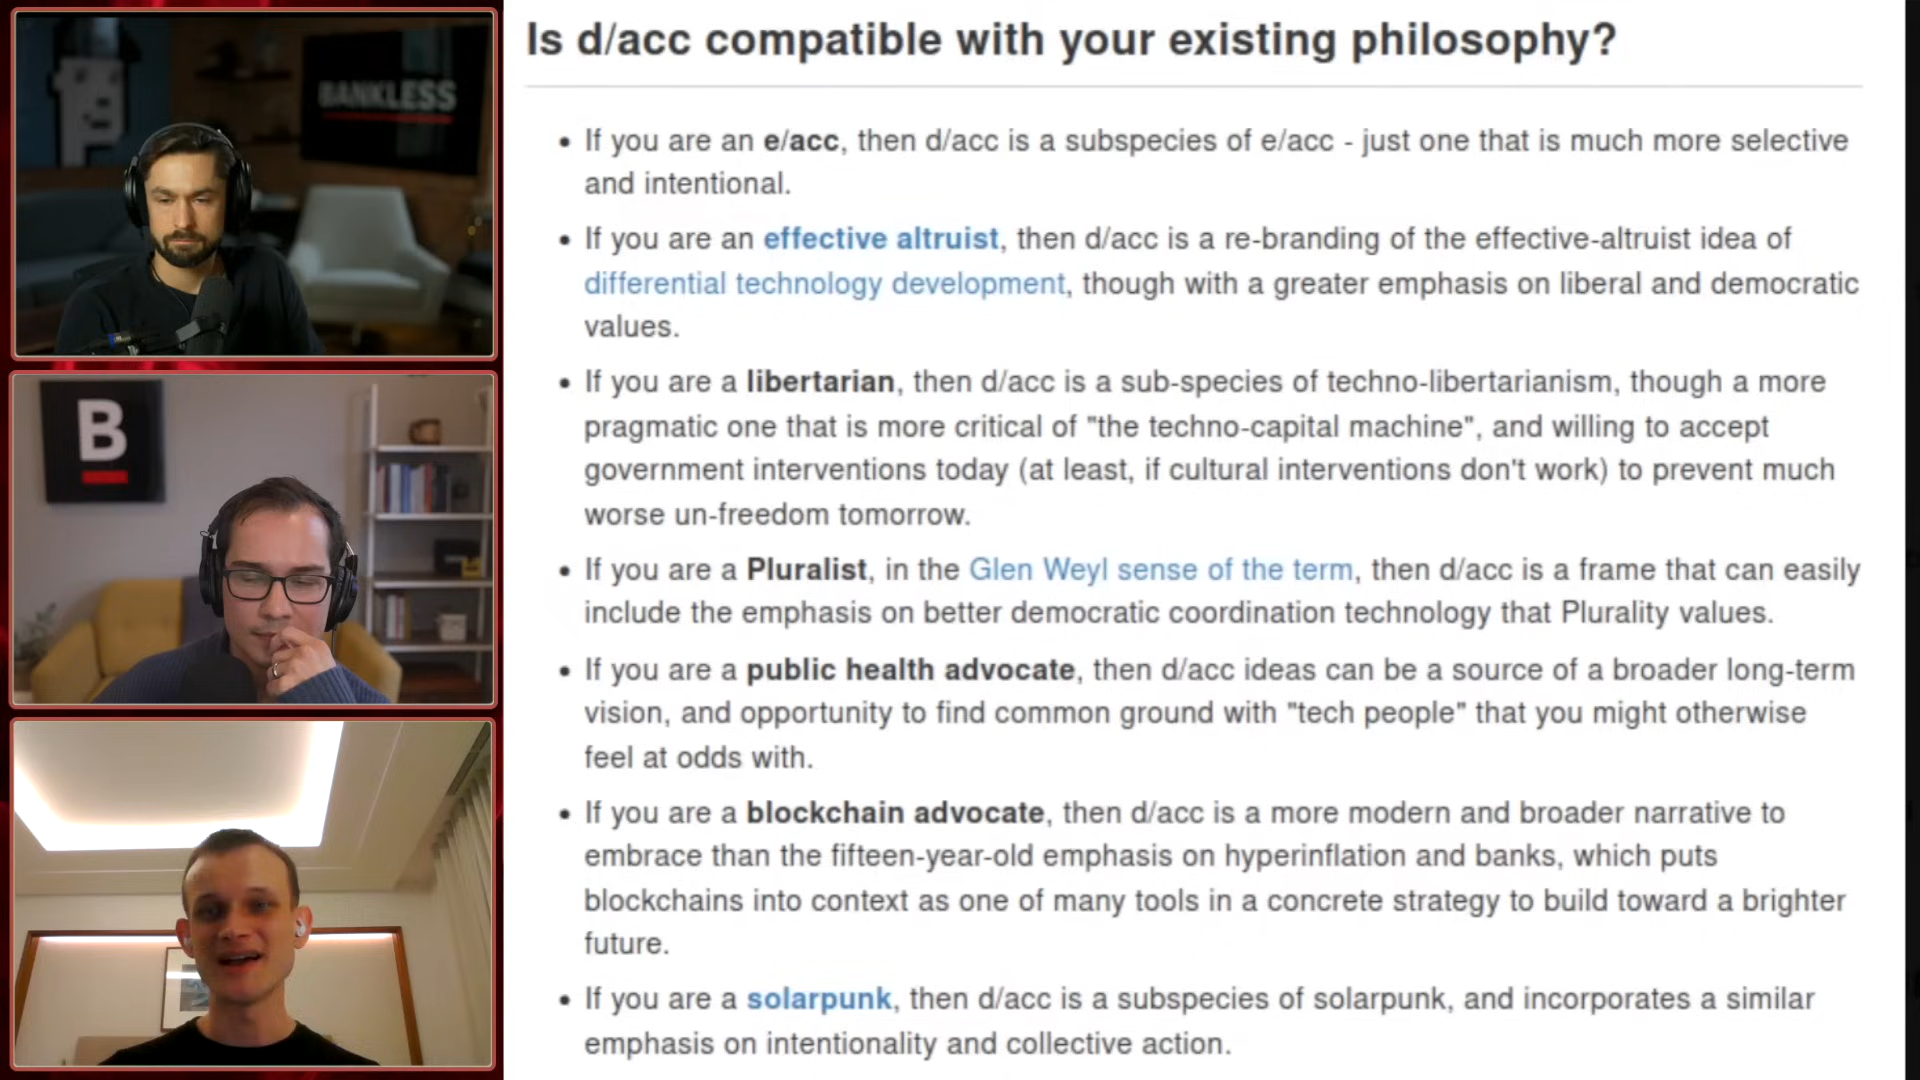 BANKLESS
B
Is d/acc compatible with your existing philosophy?
• If you are an e/acc, then d/acc is a subspecies of e/acc - just one that is much more selective
and intentional.
• If you are an effective altruist, then d/acc is a re-branding of the effective-altruist idea of
differential technology development, though with a greater emphasis on liberal and democratic
values.
• If you are a libertarian, then d/acc is a sub-species of techno-libertarianism, though a more
pragmatic one that is more critical of "the techno-capital machine", and willing to accept
government interventions today (at least, if cultural interventions don't work) to prevent much
worse un-freedom tomorrow.
• If you are a Pluralist, in the Glen Weyl sense of the term, then d/acc is a frame that can easily
include the emphasis on better democratic coordination technology that Plurality values.
• If you are a public health advocate, then d/acc ideas can be a source of a broader long-term
vision, and opportunity to find common ground with "tech people" that you might otherwise
feel at odds with.
• If you are a blockchain advocate, then d/acc is a more modern and broader narrative to
embrace than the fifteen-year-old emphasis on hyperinflation and banks, which puts
blockchains into context as one of many tools in a concrete strategy to build toward a brighter
future.
• If you are a solarpunk, then d/acc is a subspecies of solarpunk, and incorporates a similar
emphasis on intentionality and collective action.